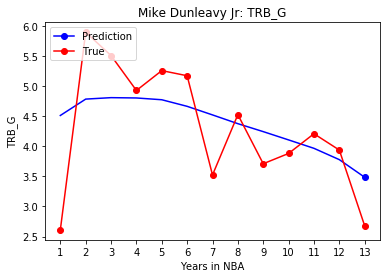 Mike Dunleavy Jr: TRB_G
6.0
5.5
5.0
4.5
4.0
3.5
3.0
2.5
TRB_G
Prediction
True
1 2 3 4 5 6 7 8 9 10 11 12 13
Years in NBA